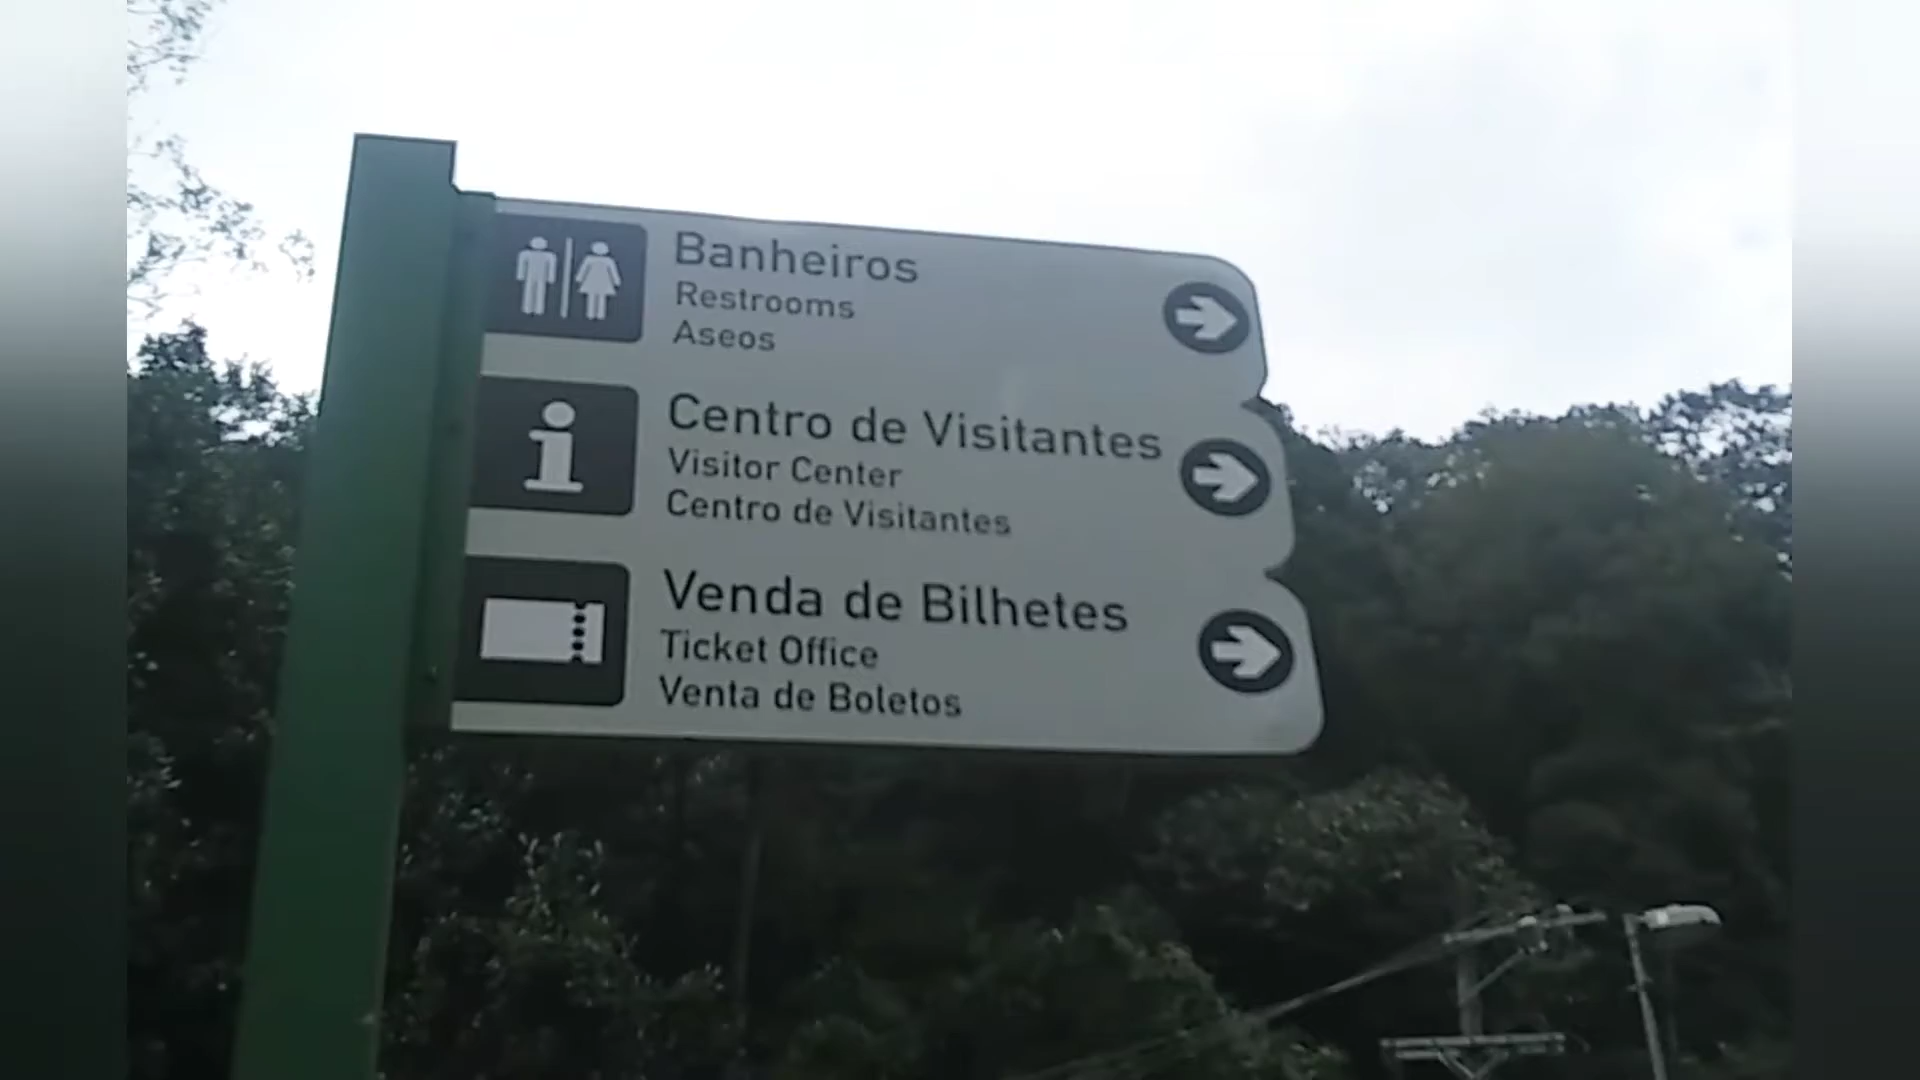 Banheiros
Restrooms
Aseos
Centro de Visitantes
Visitor Center
Centro de Visitantes
Venda de Bilhetes
Ticket Office
Venta de Boletos